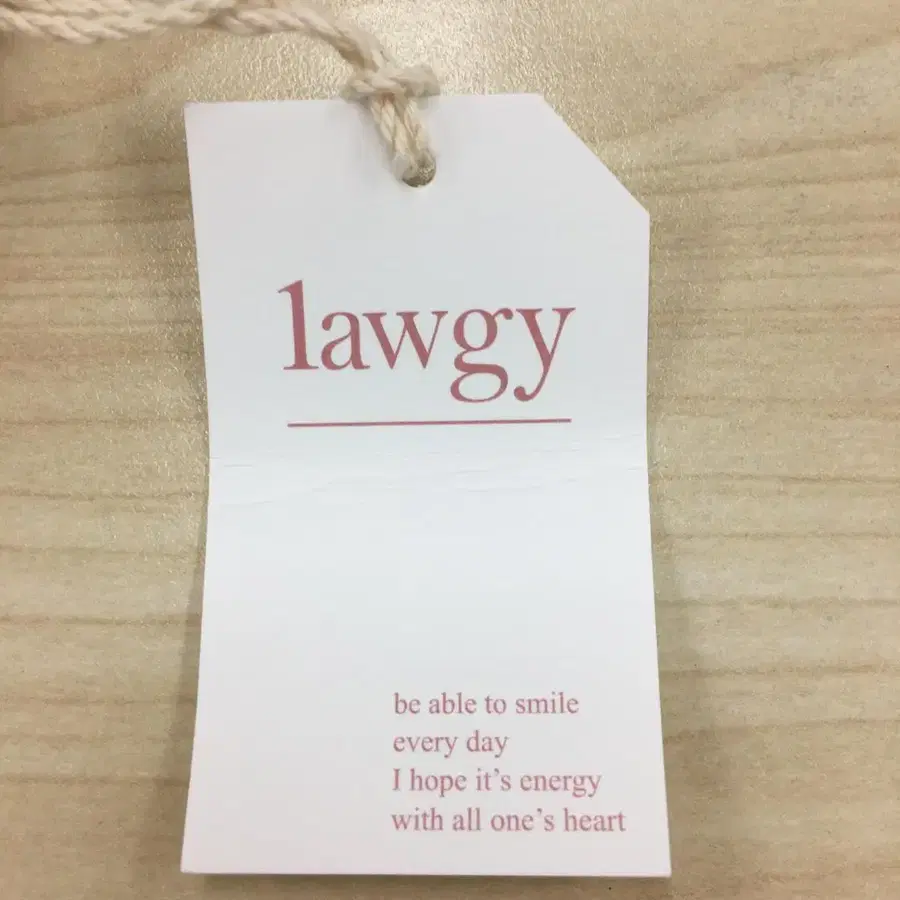 lawgy
be able to smile
every day
I hope it’s energy
with all one’s heart